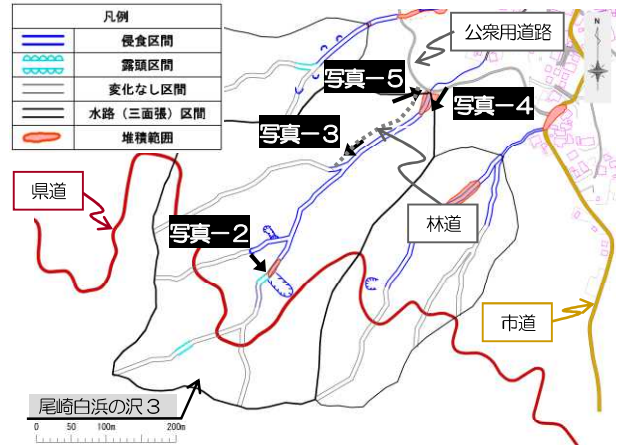 凡例
侵食区間
露頭区間
変化なし区間
水路（三面張）区間
堆積範囲
公衆用道路
N
写真－5
写真－4
写真－3
県道
林道
写真－2
市道
尾崎白浜の沢３
0 50 100 200m